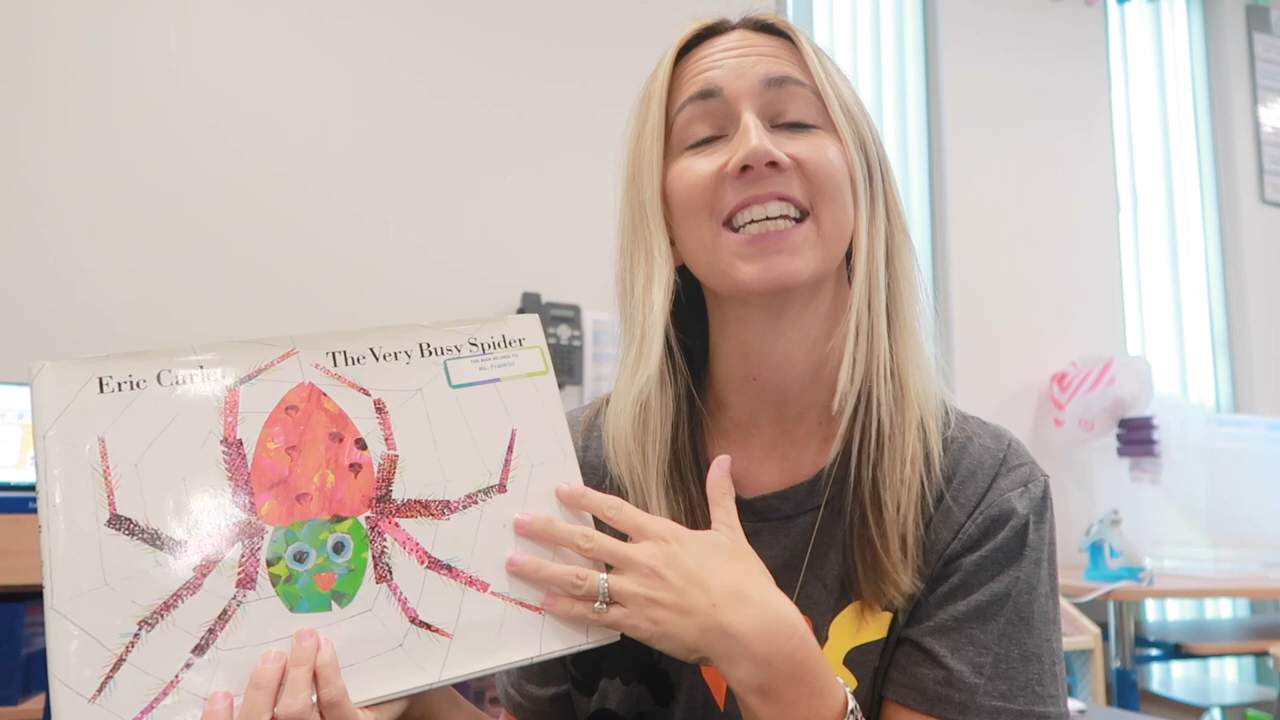 Eric Carle
The Very Busy Spider
THIS BOOK BELONGS TO:
Ms. Franklin